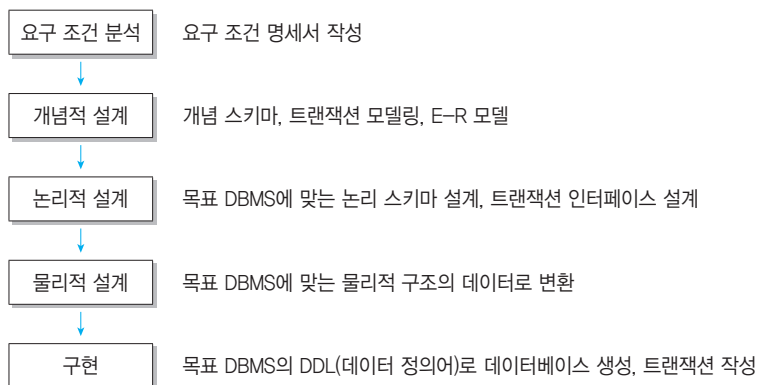 요구 조건 분석 요구 조건 명세서 작성
개념적 설계 개념 스키마, 트랜잭션 모델링, E-R 모델
논리적 설계 목표 DBMS에 맞는 논리 스키마 설계, 트랜잭션 인터페이스 설계
물리적 설계 목표 DBMS에 맞는 물리적 구조의 데이터로 변환
구현 목표 DBMS의 DDL(데이터 정의어)로 데이터베이스 생성, 트랜잭션 작성